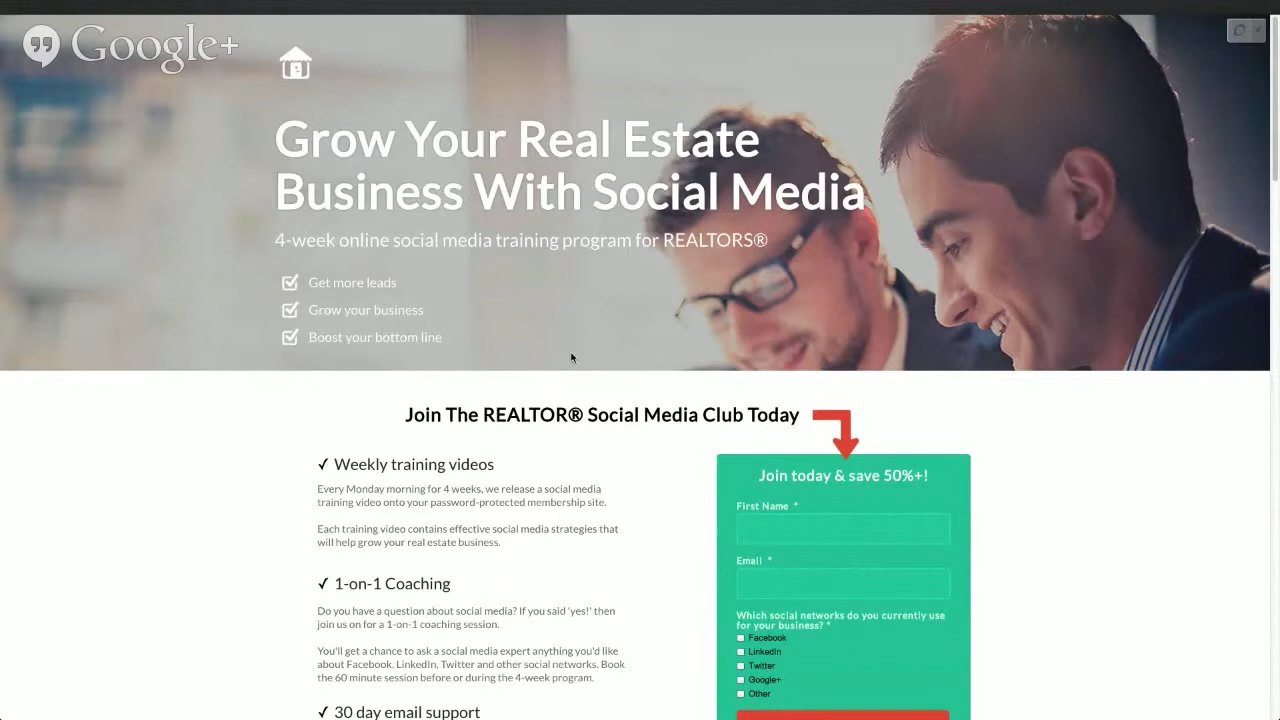 Google+
Grow Your Real Estate
Business With Social Media
4-week online social media training program for REALTORS®
Get more leads
Grow your business
Boost your bottom line
Join The REALTOR® Social Media Club Today
✓ Weekly training videos
Every Monday morning for 4 weeks, we release a social media
training video onto your password-protected membership site.
Each training video contains effective social media strategies that
will help grow your real estate business.
✓ 1-on-1 Coaching
Do you have a question about social media? If you said 'yes!' then
join us on for a 1-on-1 coaching session.
You'll get a chance to ask a social media expert anything you'd like
about Facebook, LinkedIn, Twitter and other social networks. Book
the 60 minute session before or during the 4-week program.
✓ 30 day email support
Join today & save 50%+!
First Name *
Email *
Which social networks do you currently use
for your business? *
Facebook
LinkedIn
Twitter
Google+
Other